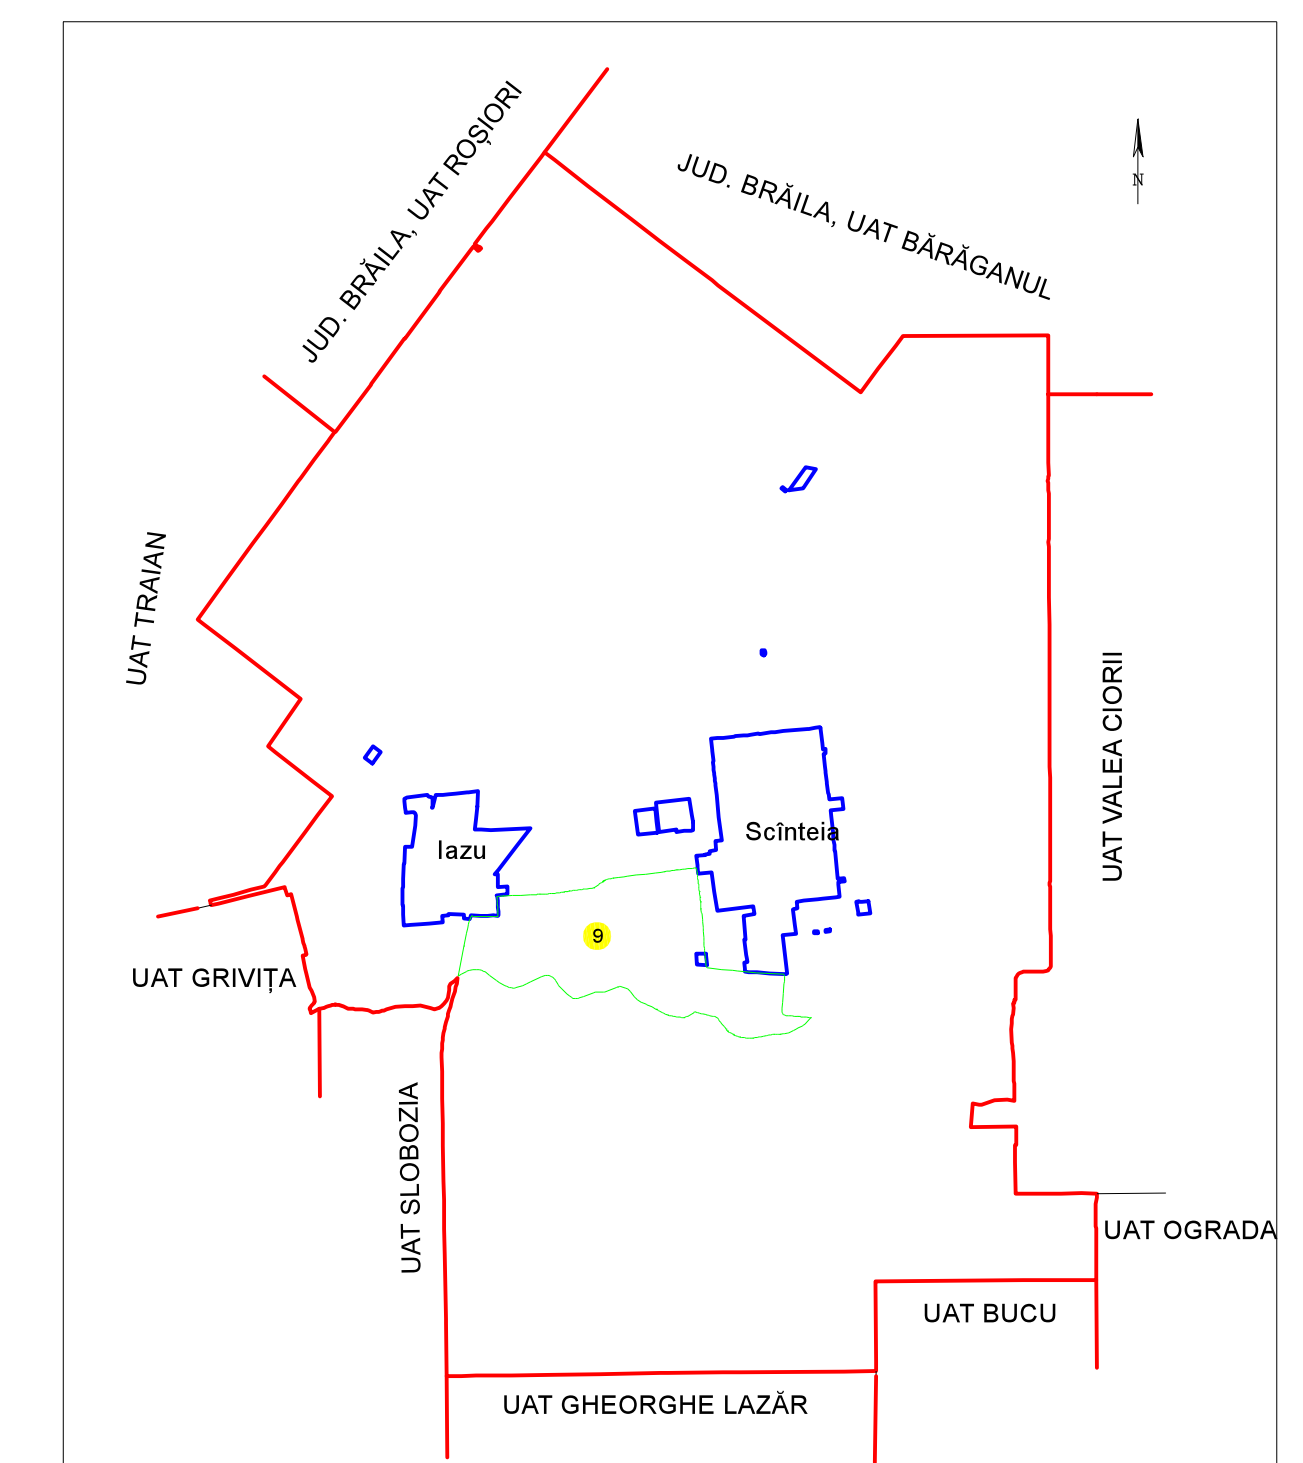 JUD. BRĂILA, UAT ROȘIORI
JUD. BRĂILA, UAT BĂRĂGANUL
N
UAT TRAIAN
UAT VALEA CIORII
Scînteia
Iazu
9
UAT GRIVIȚA
UAT SLOBOZIA
UAT OGRADA
UAT BUCU
UAT GHEORGHE LAZĂR